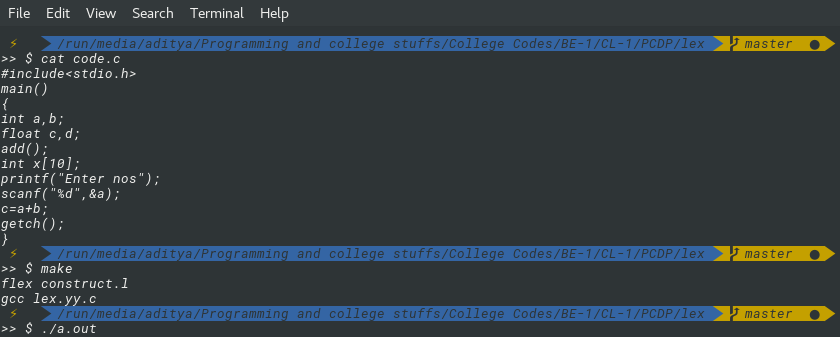 File Edit View Search Terminal Help
⚡ /run/media/aditya/Programming and college stuffs/College Codes/BE-1/CL-1/PCDP/lex master ●
>> $ cat code.c
#include<stdio.h>
main()
{
int a,b;
float c,d;
add();
int x[10];
printf("Enter nos");
scanf("%d",&a);
c=a+b;
getch();
}
⚡ /run/media/aditya/Programming and college stuffs/College Codes/BE-1/CL-1/PCDP/lex master ●
>> $ make
flex construct.l
gcc lex.yy.c
⚡ /run/media/aditya/Programming and college stuffs/College Codes/BE-1/CL-1/PCDP/lex master ●
>> $ ./a.out